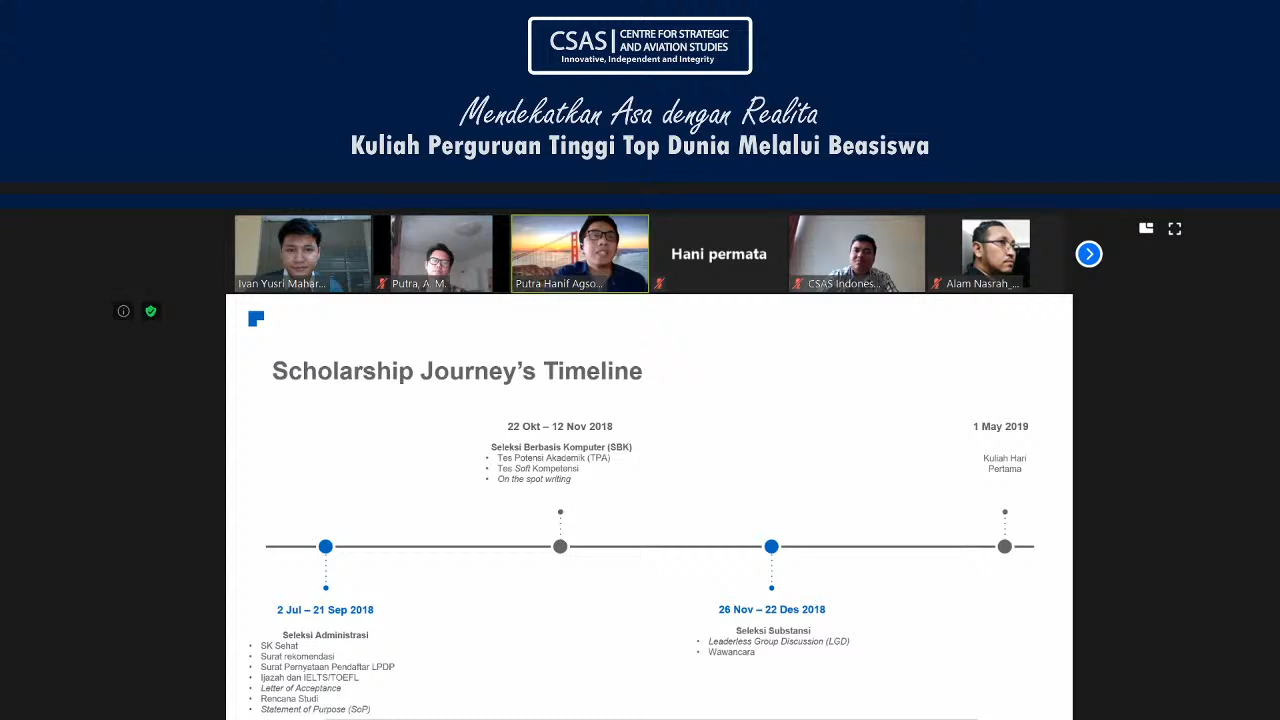 CSAS | CENTRE FOR STRATEGIC
AND AVIATION STUDIES
Innovative, Independent and Integrity
Mendekatkan Asa dengan Realita
Kuliah Perguruan Tinggi Top Dunia Melalui Beasiswa
Ivan Yusri Mahar...
Putra, A. M.
Putra Hanif Agso...
Hani permata
CSAS Indones...
Alam Nasrah_...
Scholarship Journey's Timeline
22 Okt – 12 Nov 2018
Seleksi Berbasis Komputer (SBK)
• Tes Potensi Akademik (TPA)
• Tes Soft Kompetensi
• On the spot writing
1 May 2019
Kuliah Hari
Pertama
2 Jul – 21 Sep 2018
Seleksi Administrasi
• SK Sehat
• Surat rekomendasi
• Surat Pernyataan Pendaftar LPDP
• Ijazah dan IELTS/TOEFL
• Letter of Acceptance
• Rencana Studi
• Statement of Purpose (SoP)
26 Nov – 22 Des 2018
Seleksi Substansi
• Leaderless Group Discussion (LGD)
• Wawancara